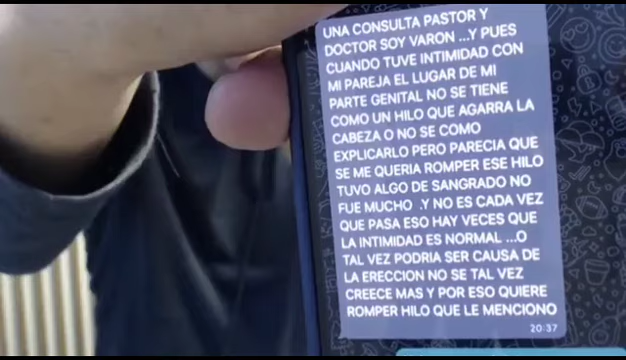 UNA CONSULTA PASTOR Y
DOCTOR SOY VARON ...Y PUES
CUANDO TUVE INTIMIDAD CON
MI PAREJA EL LUGAR DE MI
PARTE GENITAL NO SE TIENE
COMO UN HILO QUE AGARRA LA
CABEZA O NO SE COMO
EXPLICARLO PERO PARECIA QUE
SE ME QUERIA ROMPER ESE HILO
TUVO ALGO DE SANGRADO NO
FUE MUCHO .Y NO ES CADA VEZ
QUE PASA ESO HAY VECES QUE
LA INTIMIDAD ES NORMAL ...O
TAL VEZ PODRIA SER CAUSA DE
LA ERECCION NO SE TAL VEZ
CREECE MAS Y POR ESO QUIERE
ROMPER HILO QUE LE MENCIONO
20:37